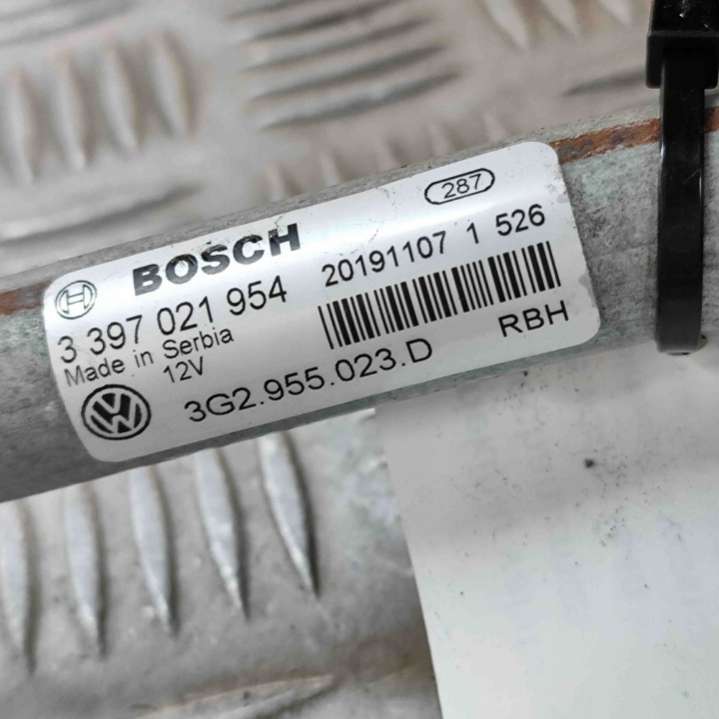 287
BOSCH
3 397 021 954
20191107 1 526
Made in Serbia
12V
RBH
3G2.955.023.D